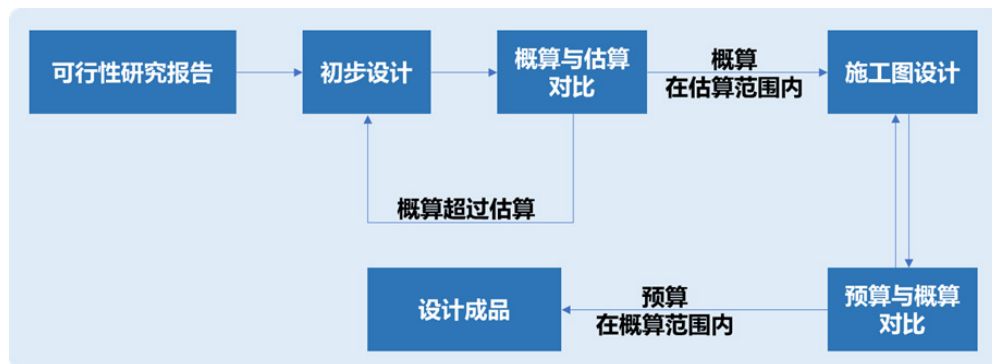 可行性研究报告
初步设计
概算与估算
对比
概算
在估算范围内
施工图设计
概算超过估算
设计成品
预算
在概算范围内
预算与概算
对比